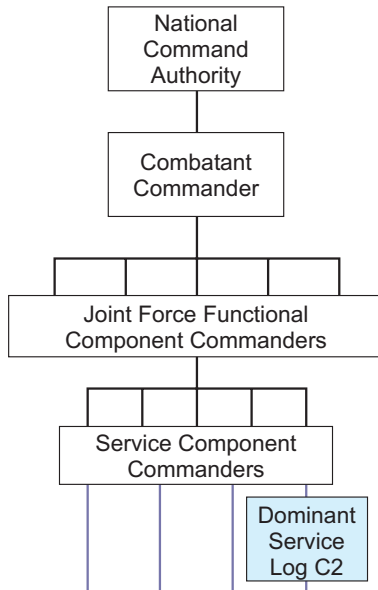 National
Command
Authority
Combatant
Commander
Joint Force Functional
Component Commanders
Service Component
Commanders
Dominant
Service
Log C2